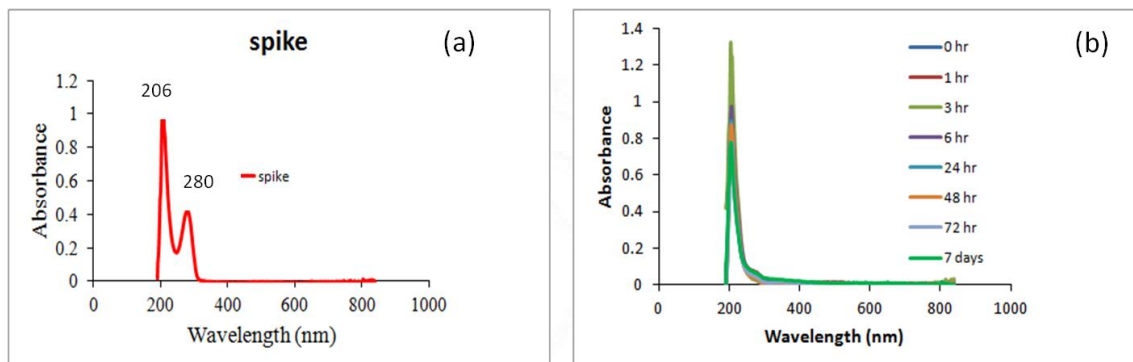 spike
(a)
206
280
spike
1.2
1
0.8
0.6
0.4
0.2
0
Absorbance
0 200 400 600 800 1000
Wavelength (nm)
(b)
1.4
1.2
1
0.8
0.6
0.4
0.2
0
Absorbance
0 hr
1 hr
3 hr
6 hr
24 hr
48 hr
72 hr
7 days
0 200 400 600 800 1000
Wavelength (nm)